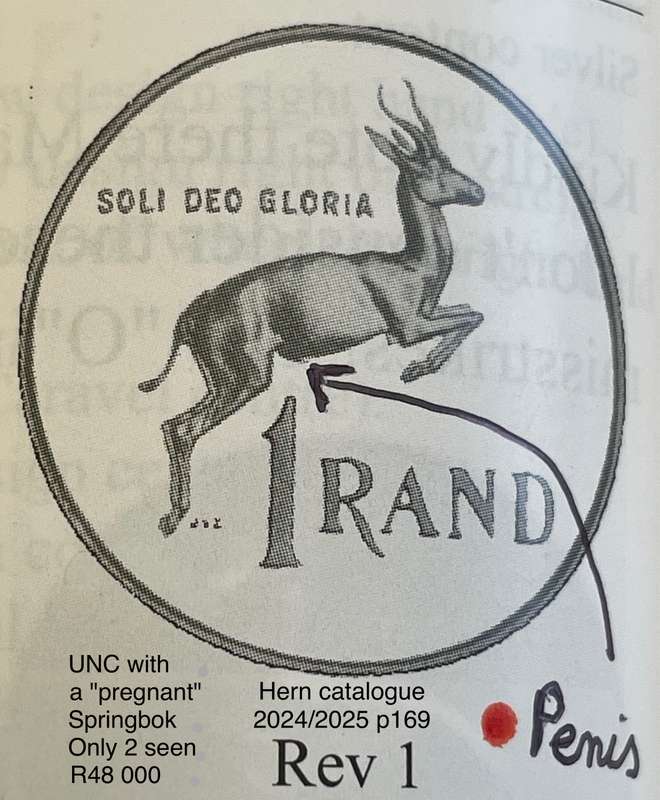 SOLI DEO GLORIA
1 RAND
UNC with
a "pregnant"
Springbok
Only 2 seen
R48 000
Hern catalogue
2024/2025 p169
Rev 1
Penis